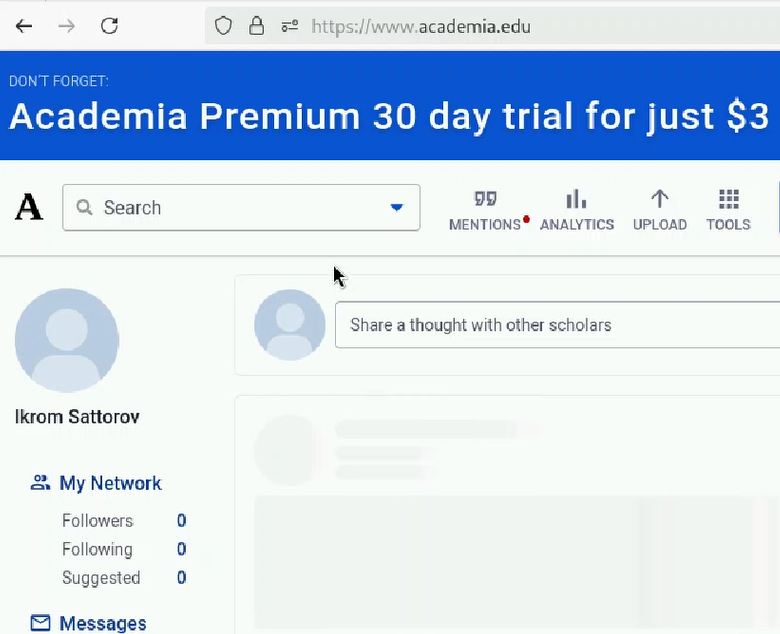 https://www.academia.edu
DON'T FORGET:
Academia Premium 30 day trial for just $3
A
Search
MENTIONS
ANALYTICS
UPLOAD
TOOLS
Share a thought with other scholars
Ikrom Sattorov
My Network
Followers 0
Following 0
Suggested 0
Messages